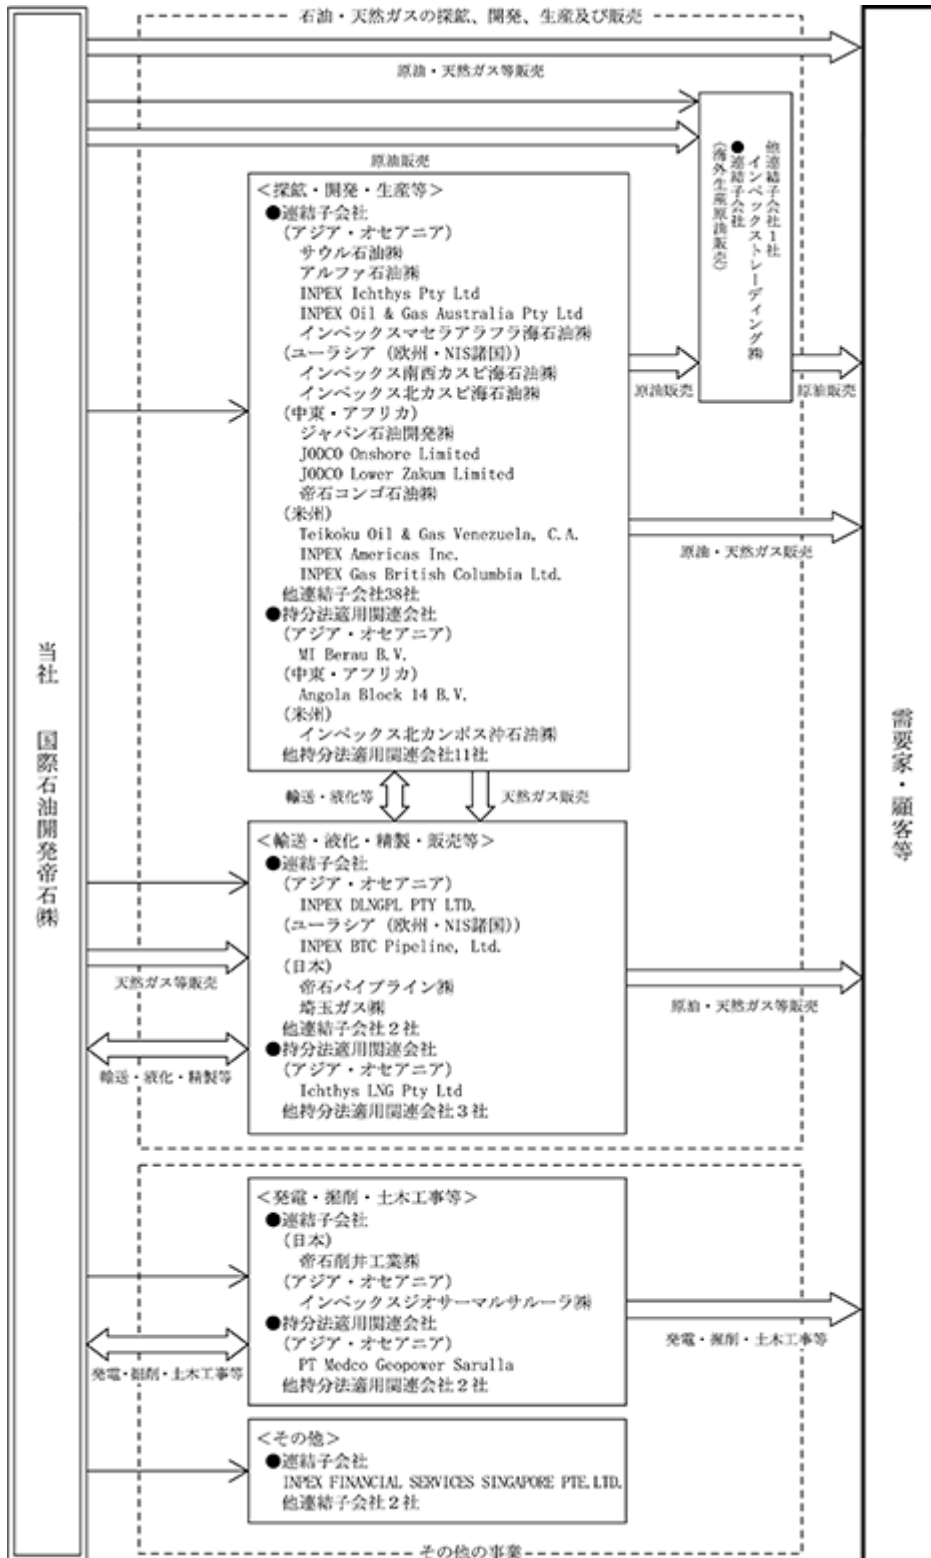 石油・天然ガスの探鉱、開発、生産及び販売
原油・天然ガス等販売
原油販売
他連結子会社1社
インペックストレーディング㈱
●連結子会社
(海外生産原油販売)
<探鉱・開発・生産等>
●連結子会社
(アジア・オセアニア)
サウル石油㈱
アルファ石油㈱
INPEX Ichthys Pty Ltd
INPEX Oil & Gas Australia Pty Ltd
インペックスマセラアラフラ海石油㈱
(ユーラシア(欧州・NIS諸国))
インペックス南西カスピ海石油㈱
インペックス北カスピ海石油㈱
(中東・アフリカ)
ジャパン石油開発㈱
JODCO Onshore Limited
JODCO Lower Zakum Limited
帝石コンゴ石油㈱
(米州)
Teikoku Oil & Gas Venezuela, C.A.
INPEX Americas Inc.
INPEX Gas British Columbia Ltd.
他連結子会社38社
●持分法適用関連会社
(アジア・オセアニア)
MI Berau B.V.
(中東・アフリカ)
Angola Block 14 B.V.
(米州)
インペックス北カンポス沖石油㈱
他持分法適用関連会社11社
原油販売
原油販売
原油・天然ガス販売
当社 国際石油開発帝石㈱
需要家・顧客等
輸送・液化等
天然ガス販売
<輸送・液化・精製・販売等>
●連結子会社
(アジア・オセアニア)
INPEX DLNGPL PTY LTD.
(ユーラシア(欧州・NIS諸国))
INPEX BTC Pipeline, Ltd.
(日本)
帝石パイプライン㈱
埼玉ガス㈱
他連結子会社2社
●持分法適用関連会社
(アジア・オセアニア)
Ichthys LNG Pty Ltd
他持分法適用関連会社3社
天然ガス等販売
輸送・液化・精製等
原油・天然ガス等販売
<発電・掘削・土木工事等>
●連結子会社
(日本)
帝石削井工業㈱
(アジア・オセアニア)
インペックスジオサーマルサルーラ㈱
●持分法適用関連会社
(アジア・オセアニア)
PT Medco Geopower Sarulla
他持分法適用関連会社2社
発電・掘削・土木工事等
発電・掘削・土木工事等
<その他>
●連結子会社
INPEX FINANCIAL SERVICES SINGAPORE PTE.LTD.
他連結子会社2社
その他の事業